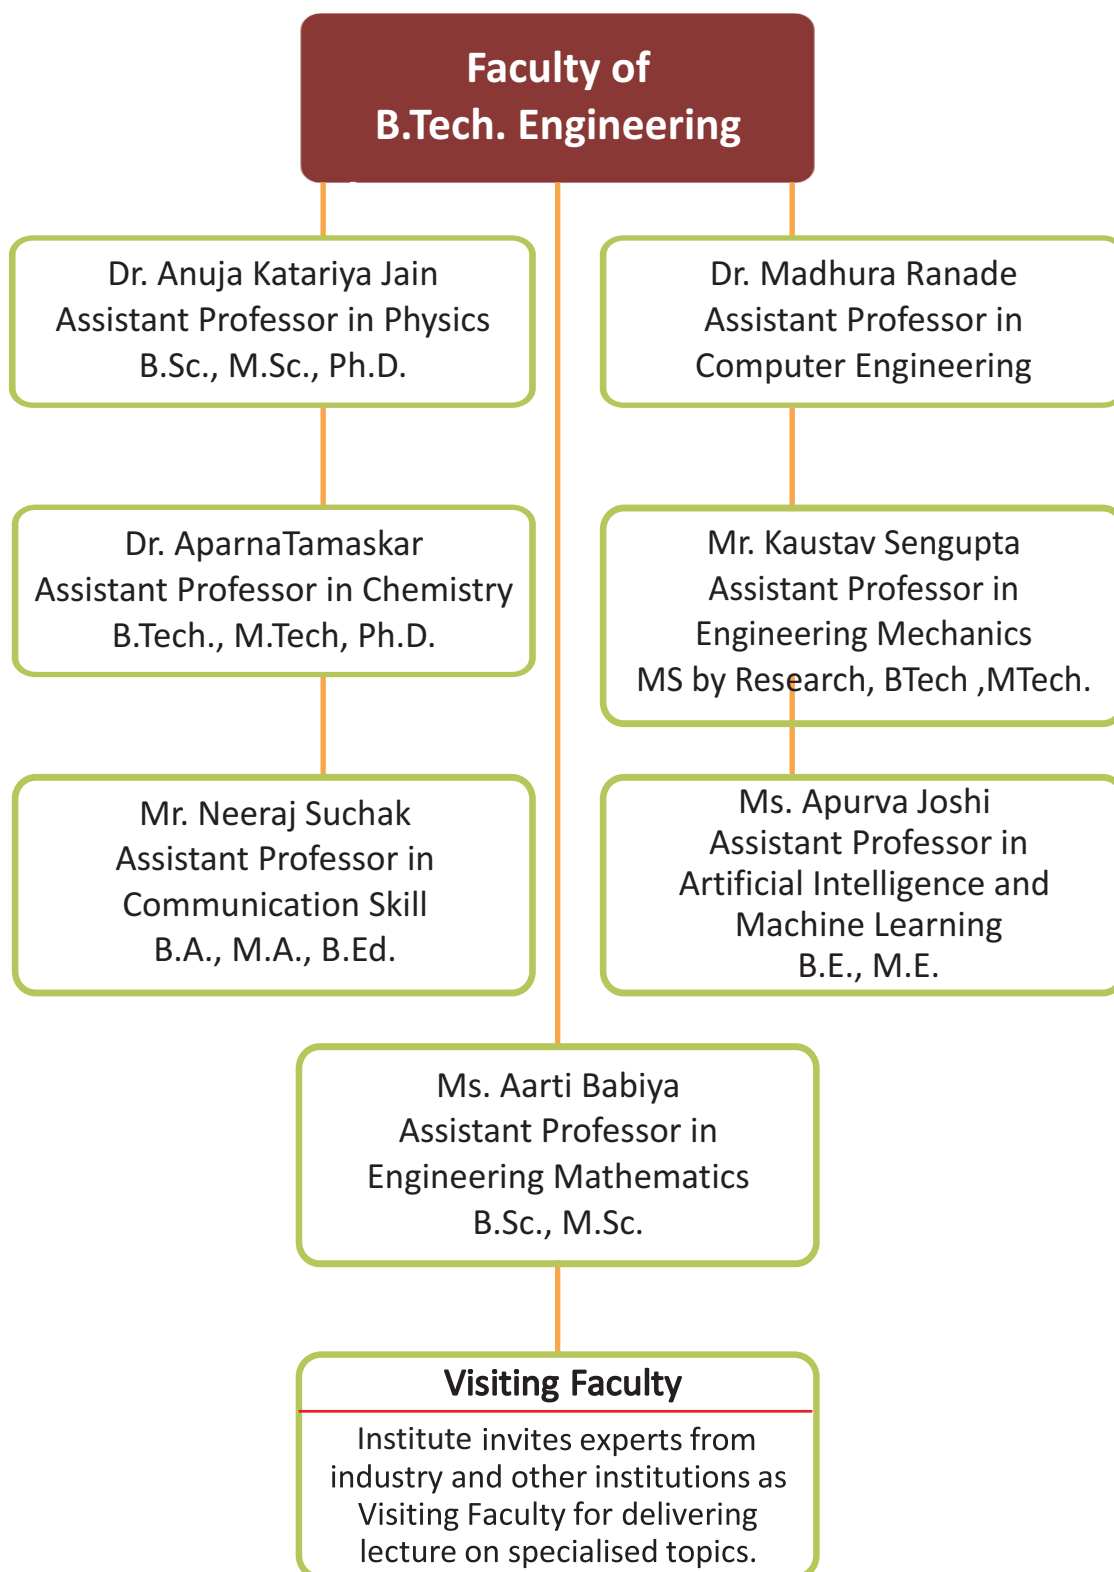 Faculty of
B.Tech. Engineering
Dr. Anuja Katariya Jain
Assistant Professor in Physics
B.Sc., M.Sc., Ph.D.
Dr. Madhura Ranade
Assistant Professor in
Computer Engineering
Dr. AparnaTamaskar
Assistant Professor in Chemistry
B.Tech., M.Tech, Ph.D.
Mr. Kaustav Sengupta
Assistant Professor in
Engineering Mechanics
MS by Research, BTech ,MTech.
Mr. Neeraj Suchak
Assistant Professor in
Communication Skill
B.A., M.A., B.Ed.
Ms. Apurva Joshi
Assistant Professor in
Artificial Intelligence and
Machine Learning
B.E., M.E.
Ms. Aarti Babiya
Assistant Professor in
Engineering Mathematics
B.Sc., M.Sc.
Visiting Faculty
Institute invites experts from
industry and other institutions as
Visiting Faculty for delivering
lecture on specialised topics.